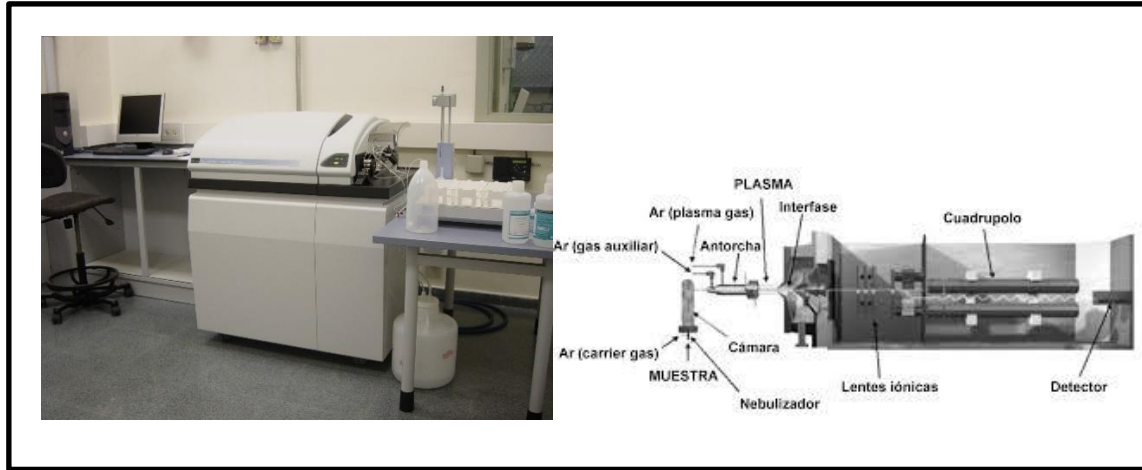 PLASMA
Ar (plasma gas)
Interfase
Cuadrupolo
Ar (gas auxiliar)
Antorcha
Ar (carrier gas)
Cámara
MUESTRA
Lentes iónicas
Detector
Nebulizador